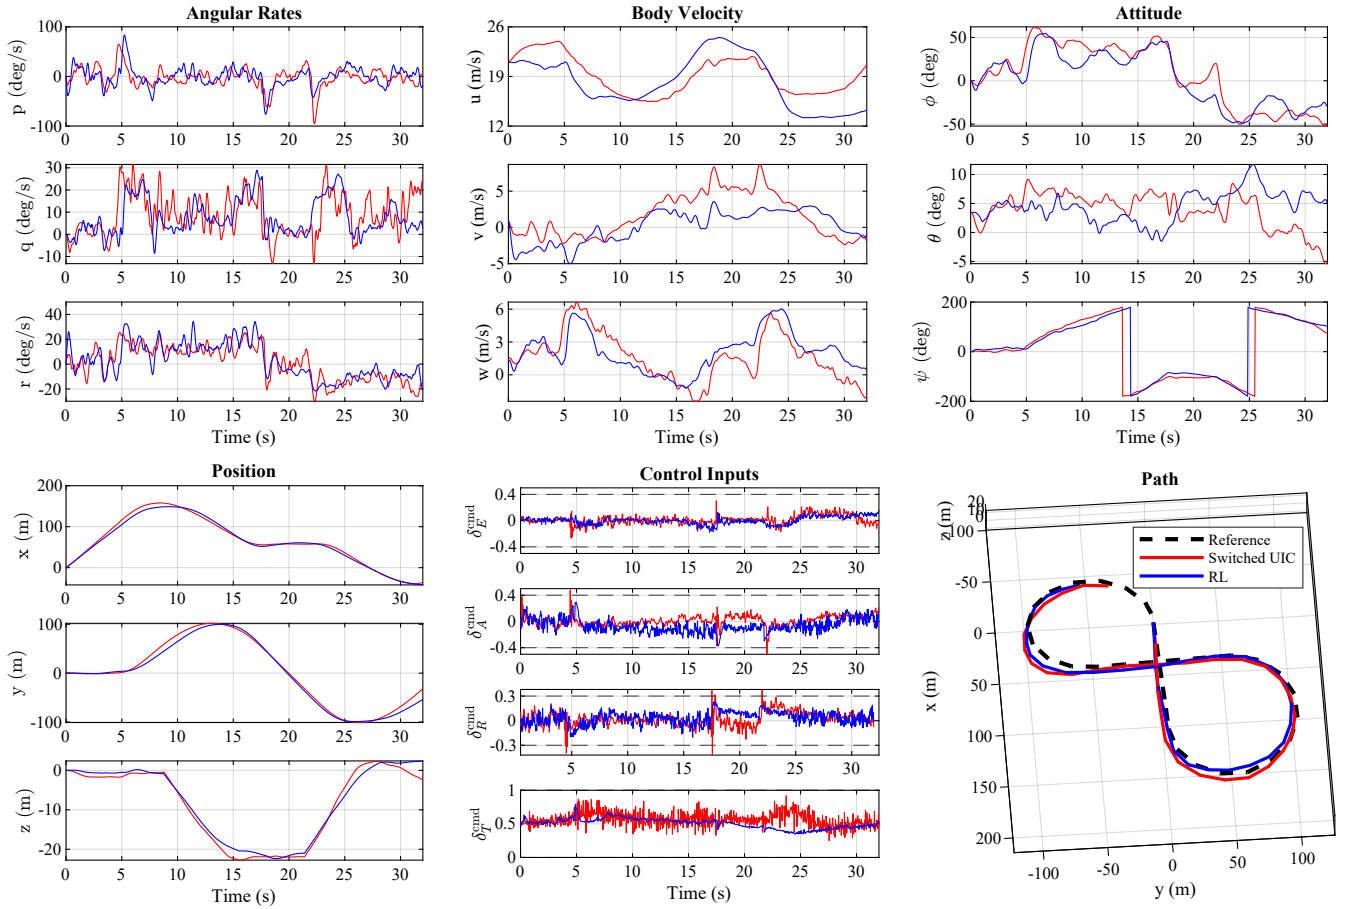 Angular Rates
Body Velocity
Attitude
100
0
-100
p (deg/s)
0 5 10 15 20 25 30
26
19
12
u (m/s)
0 5 10 15 20 25 30
50
0
-50
ϕ (deg)
0 5 10 15 20 25 30
30
20
10
0
-10
q (deg/s)
0 5 10 15 20 25 30
5
0
-5
v (m/s)
0 5 10 15 20 25 30
10
5
0
-5
θ (deg)
0 5 10 15 20 25 30
40
20
0
-20
r (deg/s)
0 5 10 15 20 25 30
Time (s)
6
3
0
w (m/s)
0 5 10 15 20 25 30
Time (s)
200
0
-200
ψ (deg)
0 5 10 15 20 25 30
Time (s)
Position
Control Inputs
Path
200
100
0
x (m)
0 5 10 15 20 25 30
100
0
-100
y (m)
0 5 10 15 20 25 30
0
-10
-20
z (m)
0 5 10 15 20 25 30
Time (s)
0.4
0
-0.4
δ_E^cmd
0 5 10 15 20 25 30
0.4
0
-0.4
δ_A^cmd
0 5 10 15 20 25 30
0.3
0
-0.3
δ_R^cmd
5 10 15 20 25 30
1
0.5
0
δ_T^cmd
0 5 10 15 20 25 30
Time (s)
z (m)
20
-100
-50
0
50
100
150
200
x (m)
-100 -50 0 50 100
y (m)
Reference
Switched UIC
RL